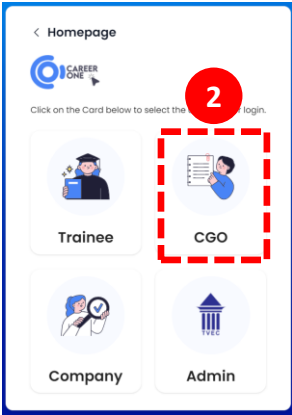 < Homepage
CAREER
ONE
Click on the Card below to select the r login.
2
Trainee
CGO
TVEC
Company
Admin